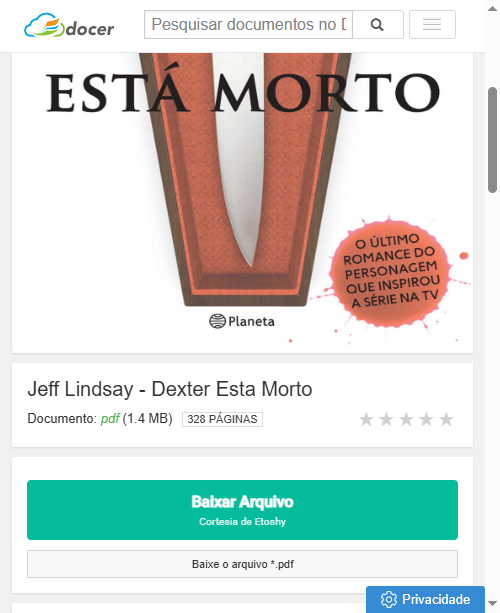 docer
Pesquisar documentos no D
ESTÁ MORTO
O ÚLTIMO
ROMANCE DO
PERSONAGEM
QUE INSPIROU
A SÉRIE NA TV
Planeta
Jeff Lindsay - Dexter Esta Morto
Documento: pdf (1.4 MB) 328 PÁGINAS
Baixar Arquivo
Cortesia de Etoshy
Baixe o arquivo *.pdf
Privacidade